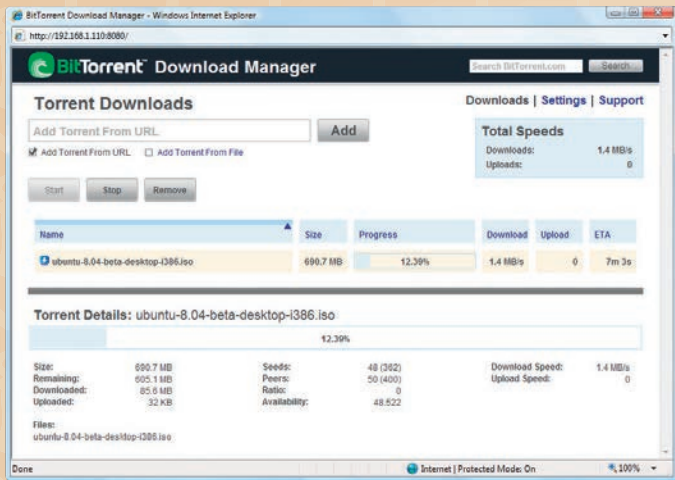 BitTorrent Download Manager - Windows Internet Explorer
http://192.168.1.110:8080/
BitTorrent™ Download Manager
Search BitTorrent.com
Search
Torrent Downloads
Downloads | Settings | Support
Add Torrent From URL
Add
Add Torrent From URL
Add Torrent From File
Total Speeds
Downloads: 1.4 MB/s
Uploads: 0
Start Stop Remove
Name Size Progress Download Upload ETA
ubuntu-8.04-beta-desktop-i386.iso 690.7 MB 12.39% 1.4 MB/s 0 7m 3s
Torrent Details: ubuntu-8.04-beta-desktop-i386.iso
12.39%
Size: 690.7 MB Seeds: 48 (362) Download Speed: 1.4 MB/s
Remaining: 605.1 MB Peers: 50 (400) Upload Speed: 0
Downloaded: 85.6 MB Ratio: 0
Uploaded: 32 KB Availability: 48.522
Files:
ubuntu-8.04-beta-desktop-i386.iso
Done
Internet | Protected Mode: On
100%